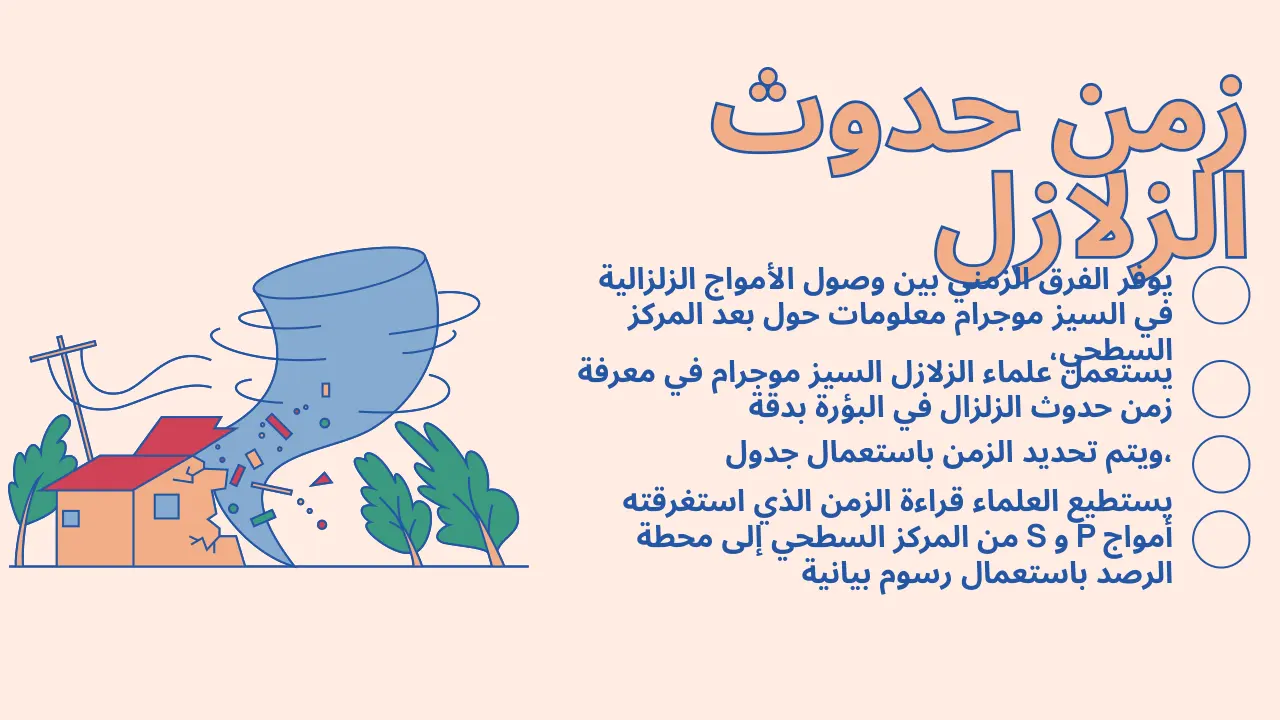 زمن حدوث
الزلازل
يوفر الفرق الزمني بين وصول الأمواج الزلزالية
في السيز موجرام معلومات حول بعد المركز
السطحي،
يستعمل علماء الزلازل السيز موجرام في معرفة
زمن حدوث الزلزال في البؤرة بدقة
،ويتم تحديد الزمن باستعمال جدول
يستطيع العلماء قراءة الزمن الذي استغرقته
أمواج P و S من المركز السطحي إلى محطة
الرصد باستعمال رسوم بيانية